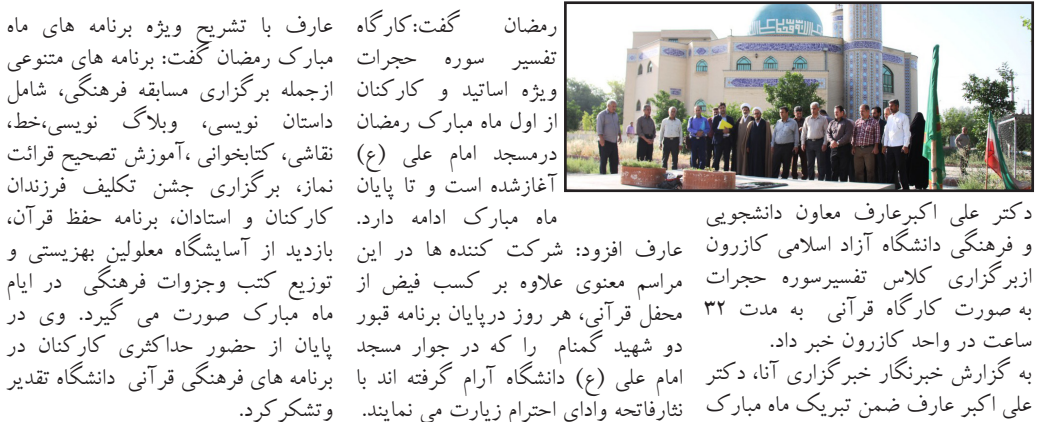 دکتر علی اکبرعارف معاون دانشجویی
و فرهنگی دانشگاه آزاد اسلامی کازرون
ازبرگزاری کلاس تفسیرسوره حجرات
به صورت کارگاه قرآنی به مدت ۳۲
ساعت در واحد کازرون خبر داد.
به گزارش خبرنگار خبرگزاری آنا، دکتر
علی اکبر عارف ضمن تبریک ماه مبارک
رمضان گفت:کارگاه
تفسیر سوره حجرات
ویژه اساتید و کارکنان
از اول ماه مبارک رمضان
درمسجد امام علی (ع)
آغازشده است و تا پایان
ماه مبارک ادامه دارد.
عارف افزود: شرکت کننده ها در این
مراسم معنوی علاوه بر کسب فیض از
محفل قرآنی، هر روز درپایان برنامه قبور
دو شهید گمنام را که در جوار مسجد
امام علی (ع) دانشگاه آرام گرفته اند با
نثارفاتحه وادای احترام زیارت می نمایند.
عارف با تشریح ویژه برنامه های ماه
مبارک رمضان گفت: برنامه های متنوعی
ازجمله برگزاری مسابقه فرهنگی، شامل
داستان نویسی، وبلاگ نویسی،خط،
نقاشی، کتابخوانی ،آموزش تصحیح قرائت
نماز، برگزاری جشن تکلیف فرزندان
کارکنان و استادان، برنامه حفظ قرآن،
بازدید از آسایشگاه معلولین بهزیستی و
توزیع کتب وجزوات فرهنگی در ایام
ماه مبارک صورت می گیرد. وی در
پایان از حضور حداکثری کارکنان در
برنامه های فرهنگی قرآنی دانشگاه تقدیر
وتشکرکرد.